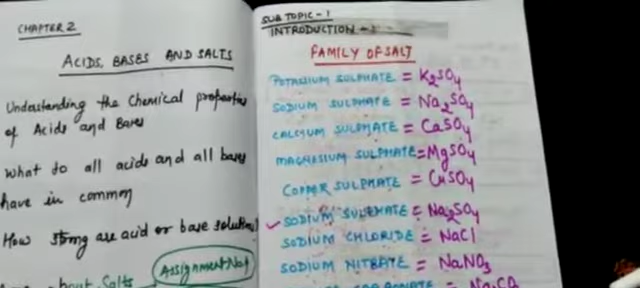 CHAPTER 2
ACIDS, BASES AND SALTS
Understanding the Chemical properties
of Acids and Bases
What do all acids and all bases
have in common
How strong are acid or base solutions?
about Salts
Assignment No1
SUB TOPIC - 1
INTRODUCTION -
FAMILY OF SALT
POTASSIUM SULPHATE = K₂SO₄
SODIUM SULPHATE = Na₂SO₄
CALCIUM SULPHATE = CaSO₄
MAGNESIUM SULPHATE = MgSO₄
COPPER SULPHATE = CuSO₄
✓ SODIUM SULPHATE = Na₂SO₄
SODIUM CHLORIDE = NaCl
SODIUM NITRATE = NaNO₃